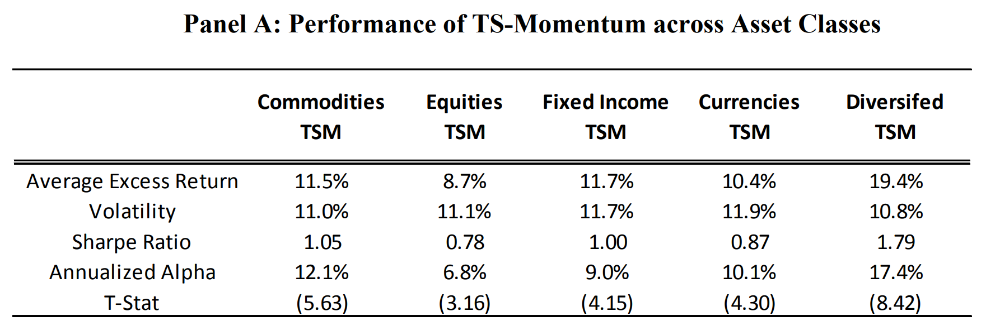 Panel A: Performance of TS-Momentum across Asset Classes
Commodities Equities Fixed Income Currencies Diversifed
TSM TSM TSM TSM TSM
Average Excess Return 11.5% 8.7% 11.7% 10.4% 19.4%
Volatility 11.0% 11.1% 11.7% 11.9% 10.8%
Sharpe Ratio 1.05 0.78 1.00 0.87 1.79
Annualized Alpha 12.1% 6.8% 9.0% 10.1% 17.4%
T-Stat (5.63) (3.16) (4.15) (4.30) (8.42)